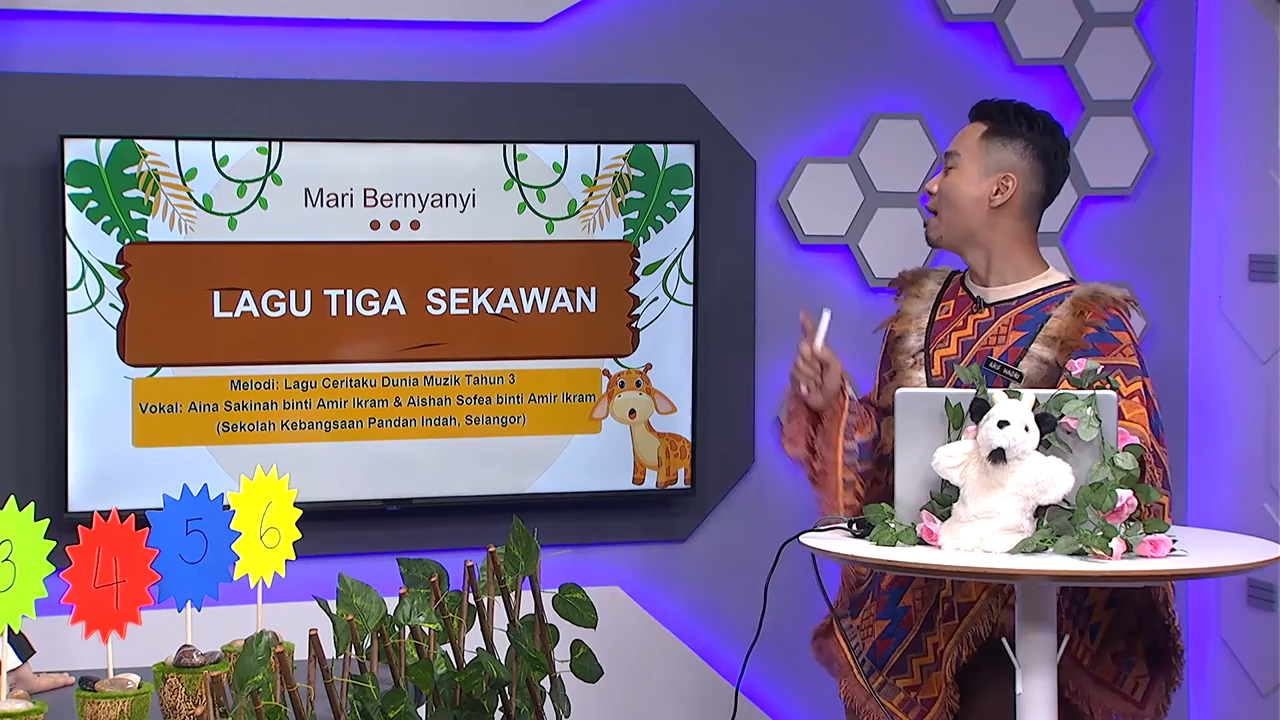 Mari Bernyanyi
LAGU TIGA SEKAWAN
Melodi: Lagu Ceritaku Dunia Muzik Tahun 3
Vokal: Aina Sakinah binti Amir Ikram & Aishah Sofea binti Amir Ikram
(Sekolah Kebangsaan Pandan Indah, Selangor)
3
4
5
6